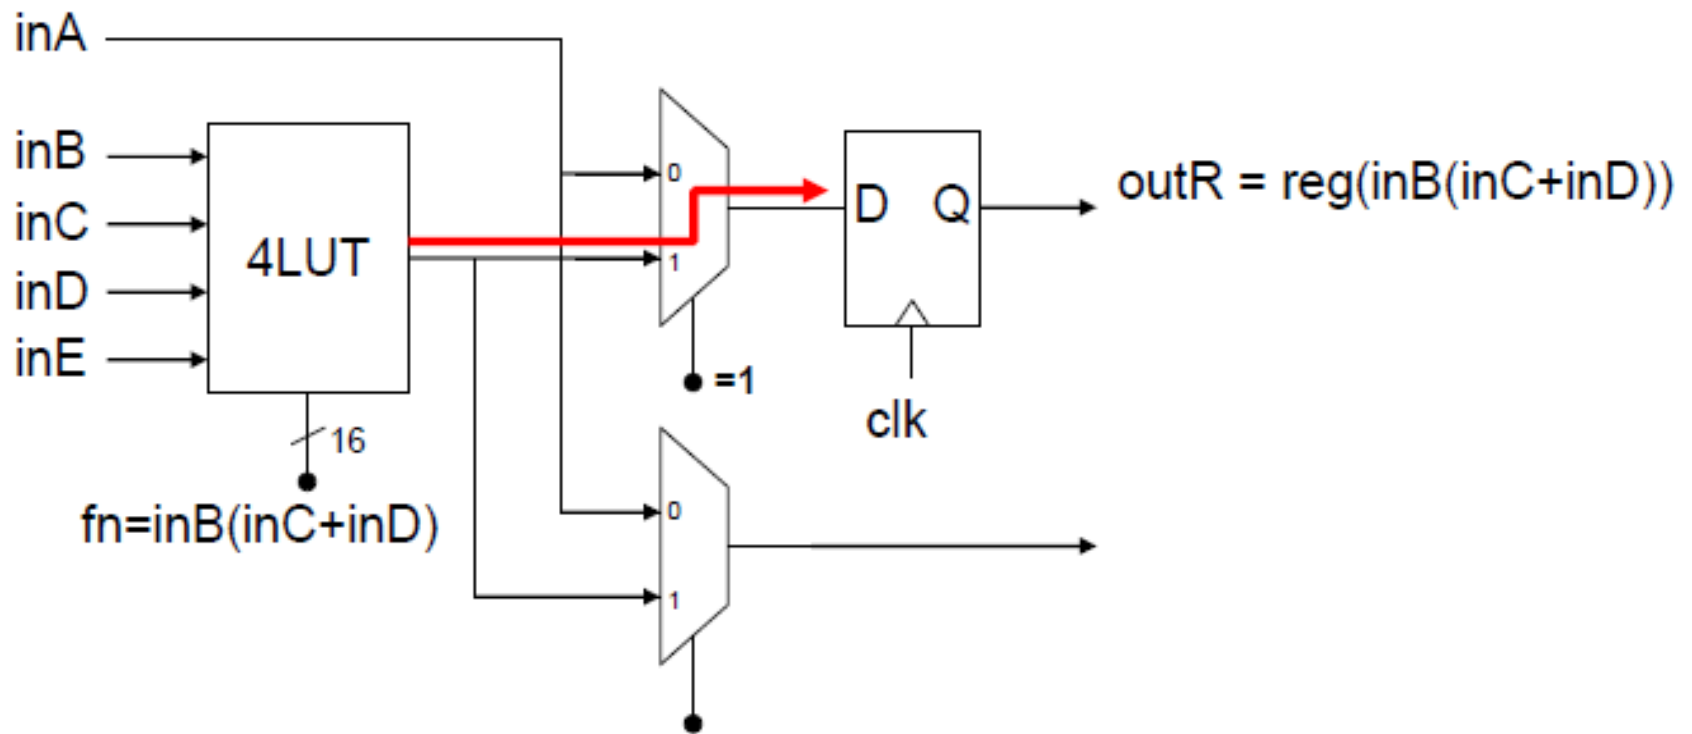 inA
inB
inC
inD
inE
4LUT
16
fn=inB(inC+inD)
0
1
=1
D Q
clk
outR = reg(inB(inC+inD))
0
1